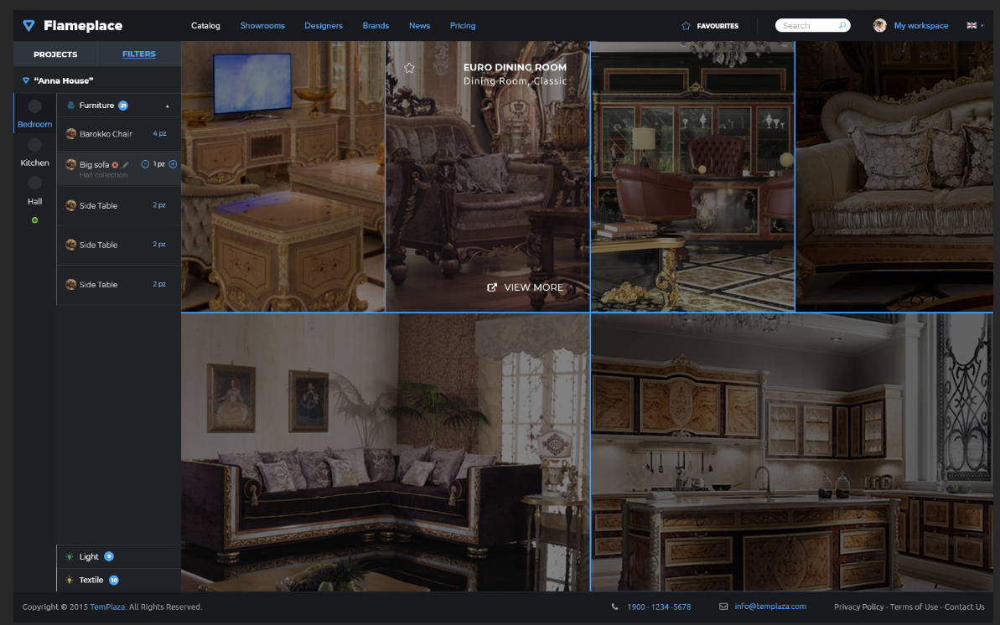 Flameplace
Catalog Showrooms Designers Brands News Pricing
FAVOURITES
Search
My workspace
PROJECTS FILTERS
“Anna House”
Bedroom
Kitchen
Hall
Furniture 21
Barokko Chair 4 pz
Big sofa 1 pz
Hall collection
Side Table 2 pz
Side Table 2 pz
Side Table 2 pz
Light 5
Textile 10
EURO DINING ROOM
Dining Room, Classic
VIEW MORE
Copyright © 2015 TemPlaza. All Rights Reserved.
1900 - 1234 -5678
info@templaza.com
Privacy Policy - Terms of Use - Contact Us